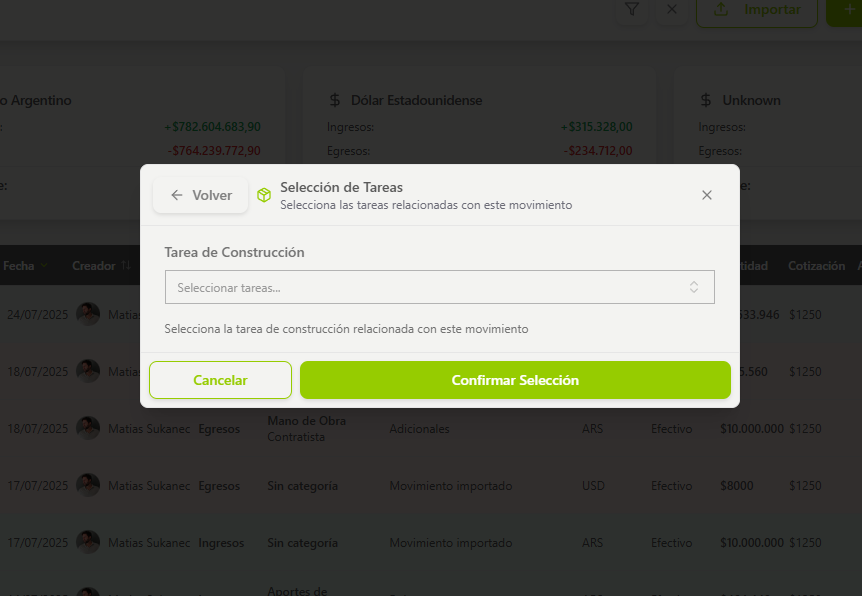 Importar
o Argentino
Dólar Estadounidense
Unknown
Ingresos:
Ingresos:
+$782.604.683,90
+$315.328,00
Egresos:
Egresos:
-$764.239.772,90
-$234.712,00
Volver
Selección de Tareas
Selecciona las tareas relacionadas con este movimiento
Tarea de Construcción
Seleccionar tareas...
Selecciona la tarea de construcción relacionada con este movimiento
Cancelar
Confirmar Selección
Fecha Creador tidad Cotización
24/07/2025 Matia 533.946 $1250
18/07/2025 Matia 5.560 $1250
18/07/2025 Matias Sukanec Egresos Mano de Obra Adicionales ARS Efectivo $10.000.000 $1250
Contratista
17/07/2025 Matias Sukanec Egresos Sin categoría Movimiento importado USD Efectivo $8000 $1250
17/07/2025 Matias Sukanec Ingresos Sin categoría Movimiento importado ARS Efectivo $10.000.000 $1250
Aportes de